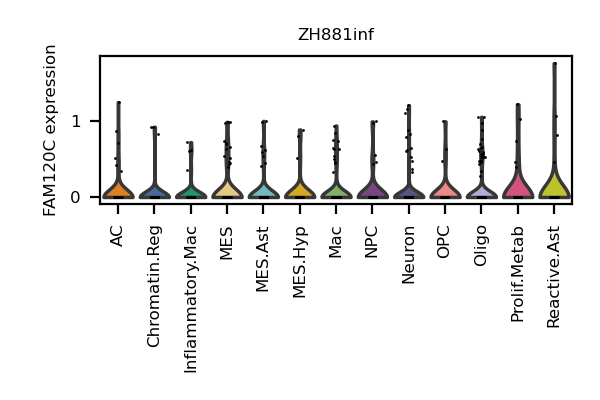 ZH881inf
FAM120C expression
1
0
AC
Chromatin.Reg
Inflammatory.Mac
MES
MES.Ast
MES.Hyp
Mac
NPC
Neuron
OPC
Oligo
Prolif.Metab
Reactive.Ast